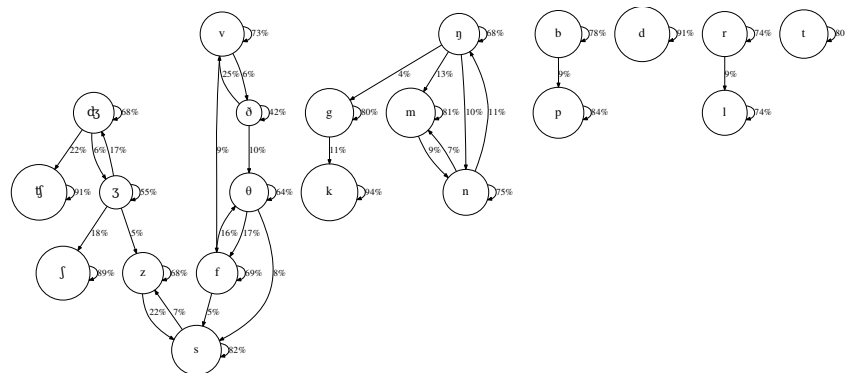 v 73% ŋ 68% b 78% d 91% r 74% t 80
25% 6% 4% 13% 9% 9%
ʤ 68% ð 42% g 80% m 81% 10% 11% p 84% l 74%
22% 6% 17% 9% 10% 11% 9% 7%
ʧ 91% ʒ 55% θ 64% k 94% n 75%
18% 5% 16% 17%
ʃ 89% z 68% f 69% 8%
22% 7% 5%
s 82%